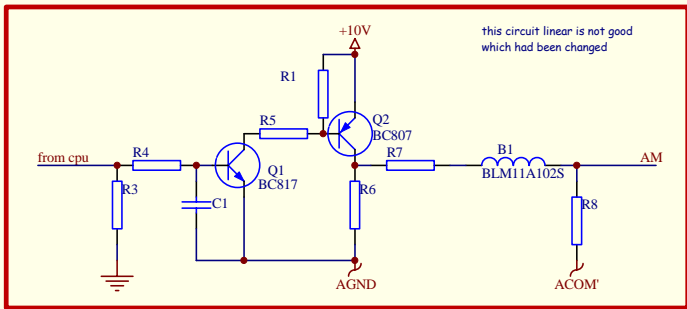 +10V
this circuit linear is not good
which had been changed
R1
R5
Q2
BC807
from cpu
R4
Q1
BC817
R7
B1
BLM11A102S
AM
R3
C1
R6
R8
AGND
ACOM'